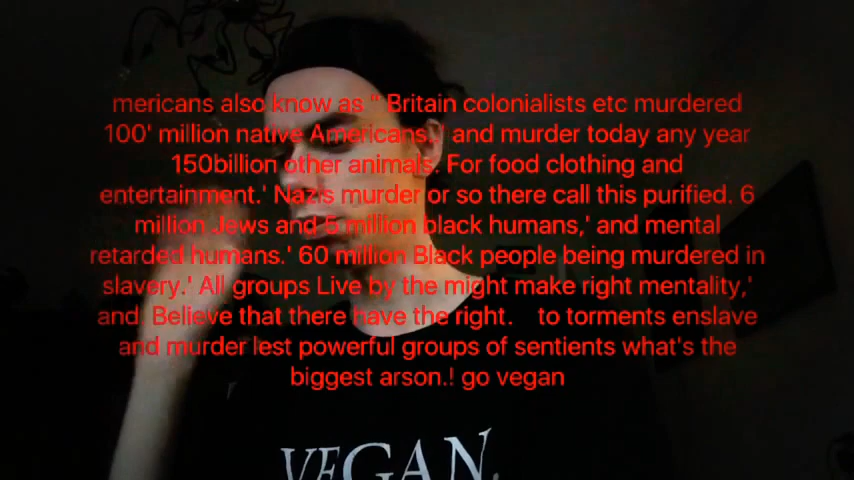 mericans also know as “ Britain colonialists etc murdered
100' million native Americans,' and murder today any year
150billion other animals. For food clothing and
entertainment.' Nazis murder or so there call this purified. 6
million Jews and 5 million black humans,' and mental
retarded humans.' 60 million Black people being murdered in
slavery.' All groups Live by the might make right mentality,'
and. Believe that there have the right. to torments enslave
and murder lest powerful groups of sentients what's the
biggest arson.! go vegan
VEGAN.